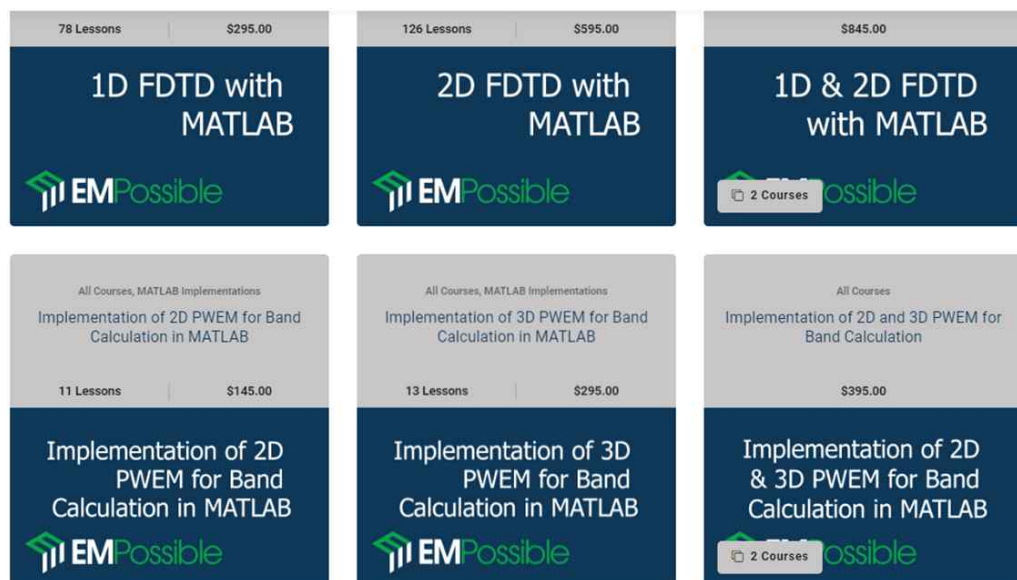 78 Lessons $295.00
1D FDTD with
MATLAB
EMPossible
126 Lessons $595.00
2D FDTD with
MATLAB
EMPossible
$845.00
1D & 2D FDTD
with MATLAB
2 Courses
ossible
All Courses, MATLAB Implementations
Implementation of 2D PWEM for Band
Calculation in MATLAB
11 Lessons $145.00
Implementation of 2D
PWEM for Band
Calculation in MATLAB
EMPossible
All Courses, MATLAB Implementations
Implementation of 3D PWEM for Band
Calculation in MATLAB
13 Lessons $295.00
Implementation of 3D
PWEM for Band
Calculation in MATLAB
EMPossible
All Courses
Implementation of 2D and 3D PWEM for
Band Calculation
$395.00
Implementation of 2D
& 3D PWEM for Band
Calculation in MATLAB
2 Courses
ossible